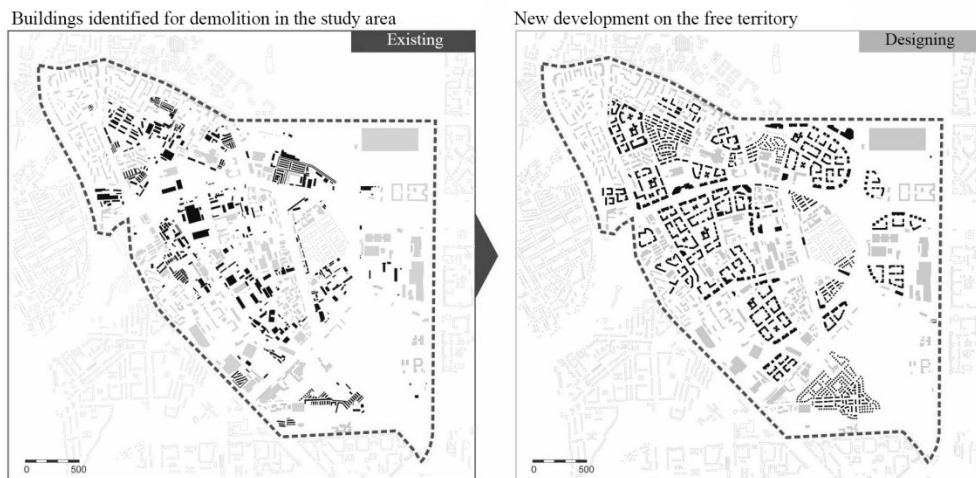 Buildings identified for demolition in the study area
New development on the free territory
Existing
Designing
0 500
0 500